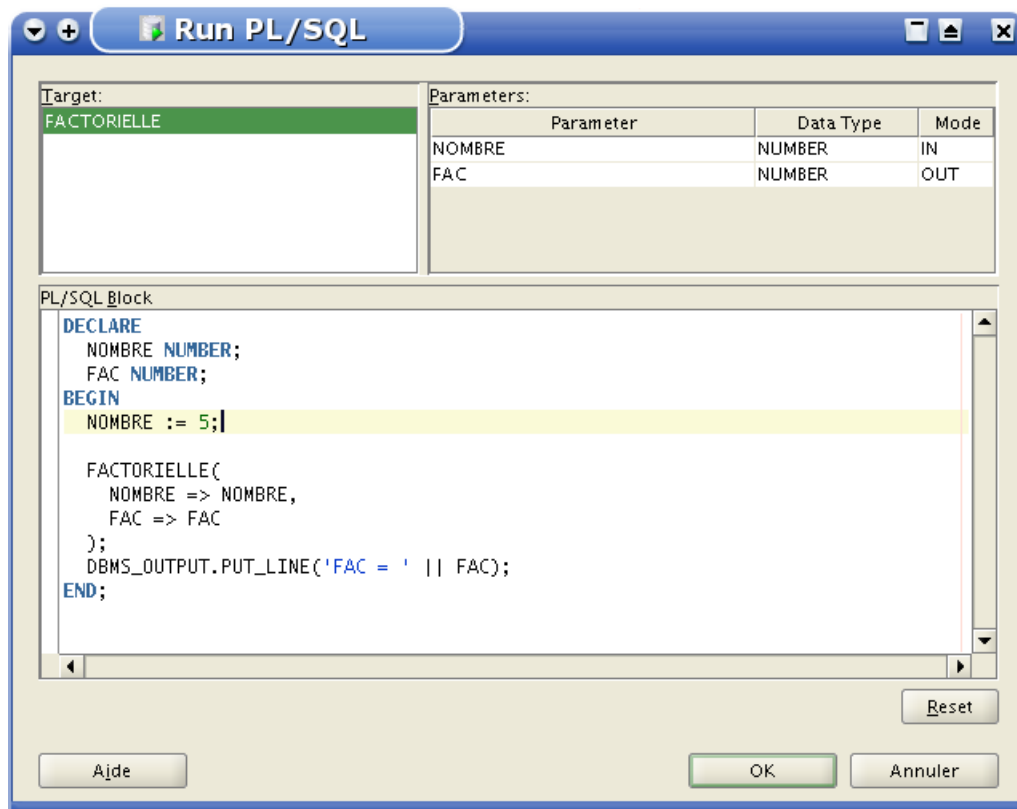 Run PL/SQL
Target:
FACTORIELLE
Parameters:
Parameter Data Type Mode
NOMBRE NUMBER IN
FAC NUMBER OUT
PL/SQL Block
DECLARE
NOMBRE NUMBER;
FAC NUMBER;
BEGIN
NOMBRE := 5;
FACTORIELLE(
NOMBRE => NOMBRE,
FAC => FAC
);
DBMS_OUTPUT.PUT_LINE('FAC = ' || FAC);
END;
Reset
Aide OK Annuler